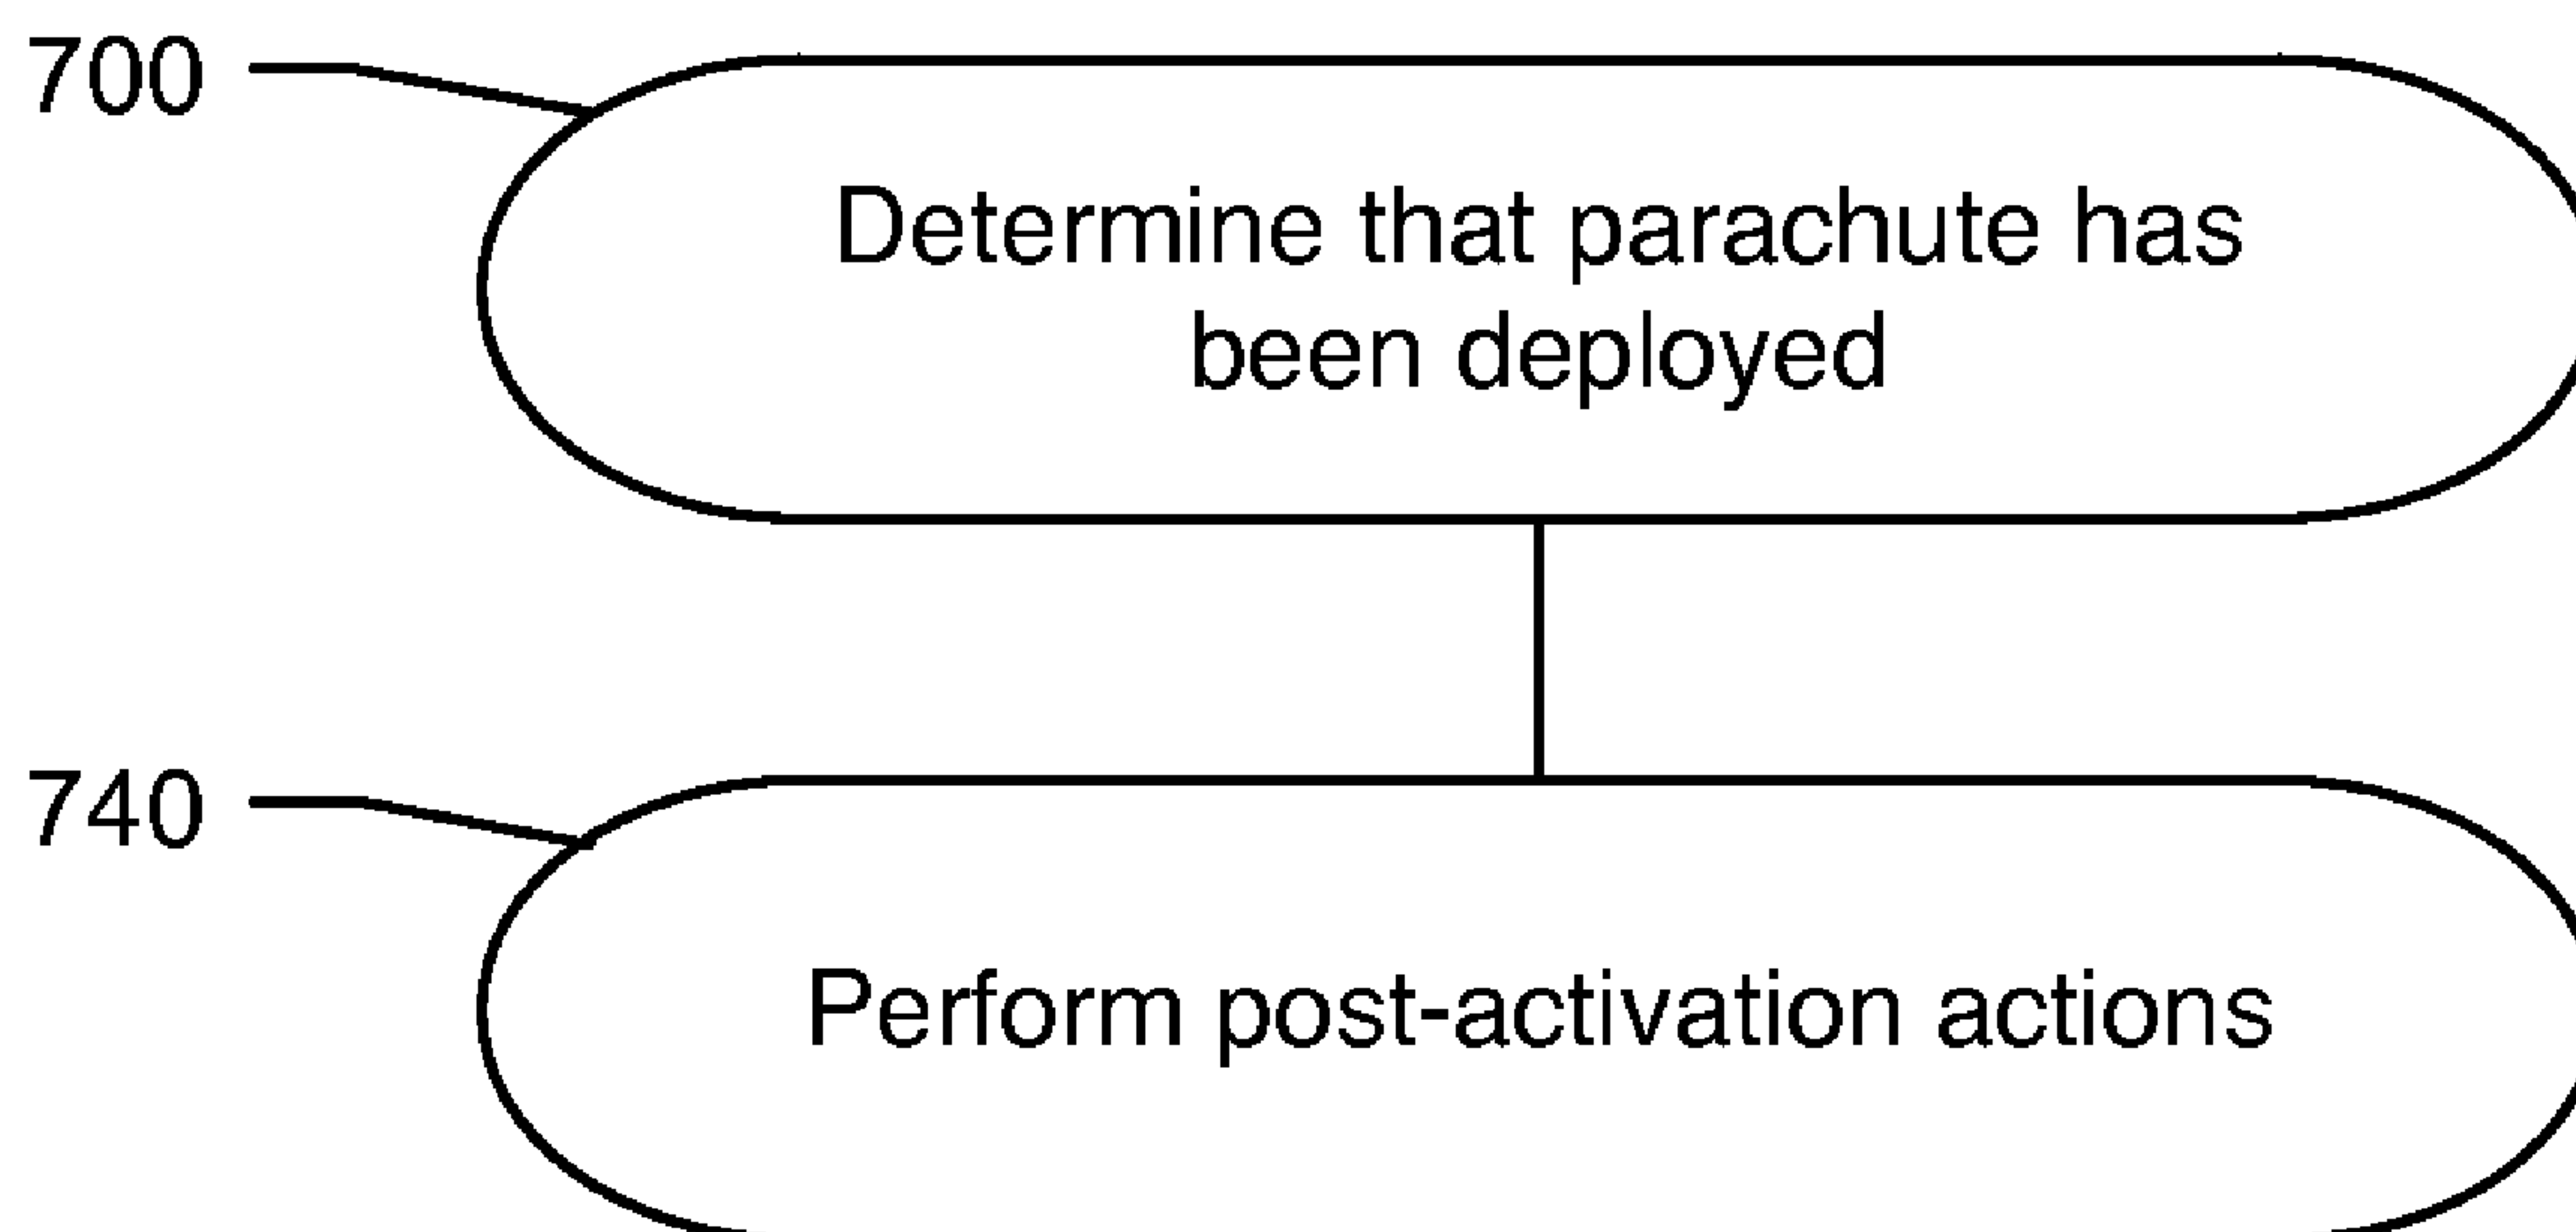 700
Determine that parachute has
been deployed
740
Perform post-activation actions